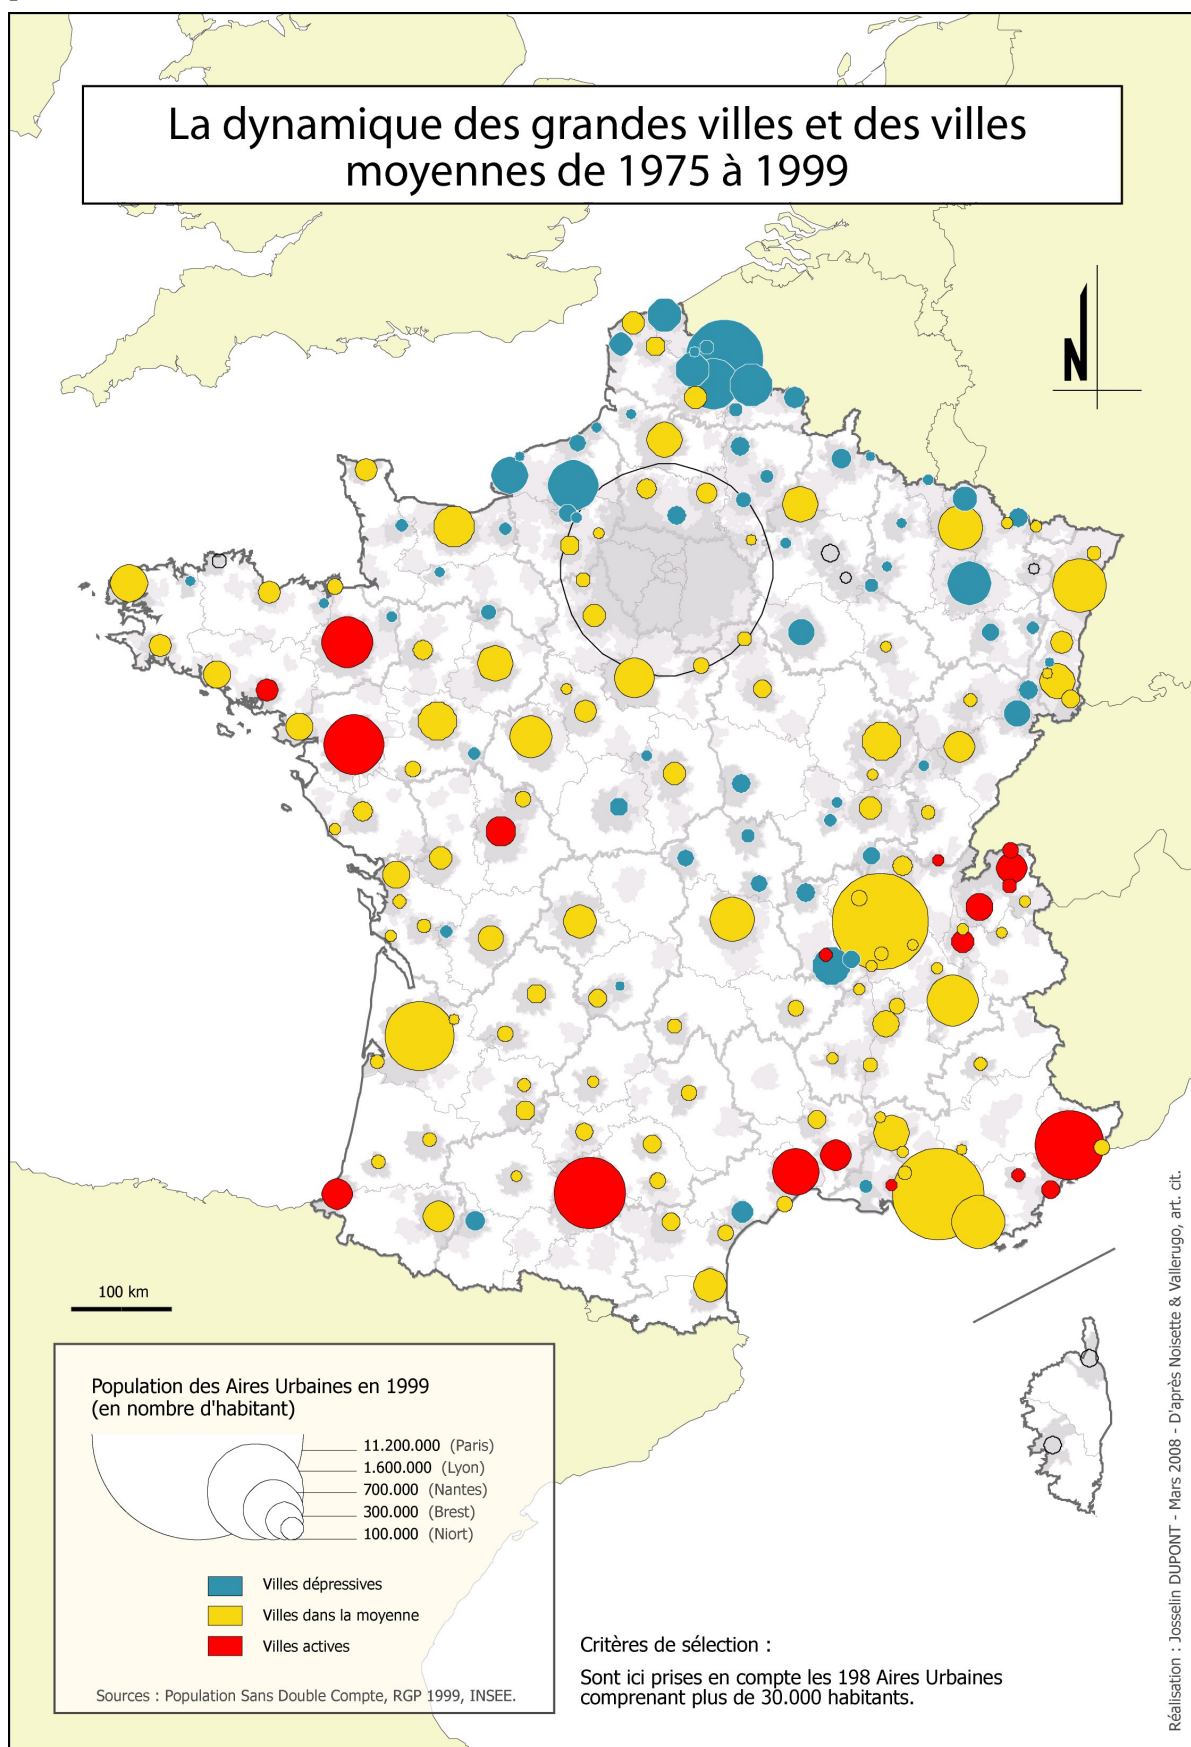 La dynamique des grandes villes et des villes
moyennes de 1975 à 1999
N
100 km
Population des Aires Urbaines en 1999
(en nombre d'habitant)
11.200.000 (Paris)
1.600.000 (Lyon)
700.000 (Nantes)
300.000 (Brest)
100.000 (Niort)
Villes dépressives
Villes dans la moyenne
Villes actives
Sources : Population Sans Double Compte, RGP 1999, INSEE.
Critères de sélection :
Sont ici prises en compte les 198 Aires Urbaines
comprenant plus de 30.000 habitants.
Réalisation : Josselin DUPONT - Mars 2008 - D'après Noisette & Vallerugo, art. cit.